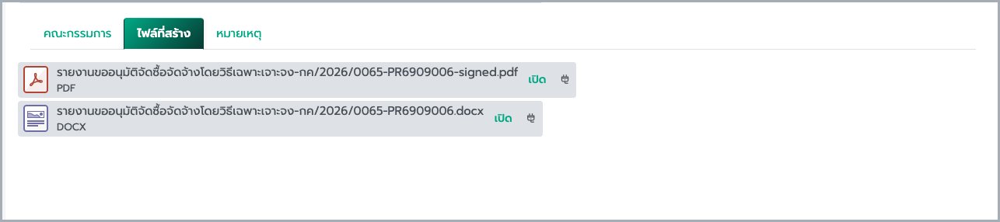 คณะกรรมการ ไฟล์ที่สร้าง หมายเหตุ
รายงานขออนุมัติจัดซื้อจัดจ้างโดยวิธีเฉพาะเจาะจง-กค/2026/0065-PR6909006-signed.pdf เปิด
PDF
รายงานขออนุมัติจัดซื้อจัดจ้างโดยวิธีเฉพาะเจาะจง-กค/2026/0065-PR6909006.docx เปิด
DOCX